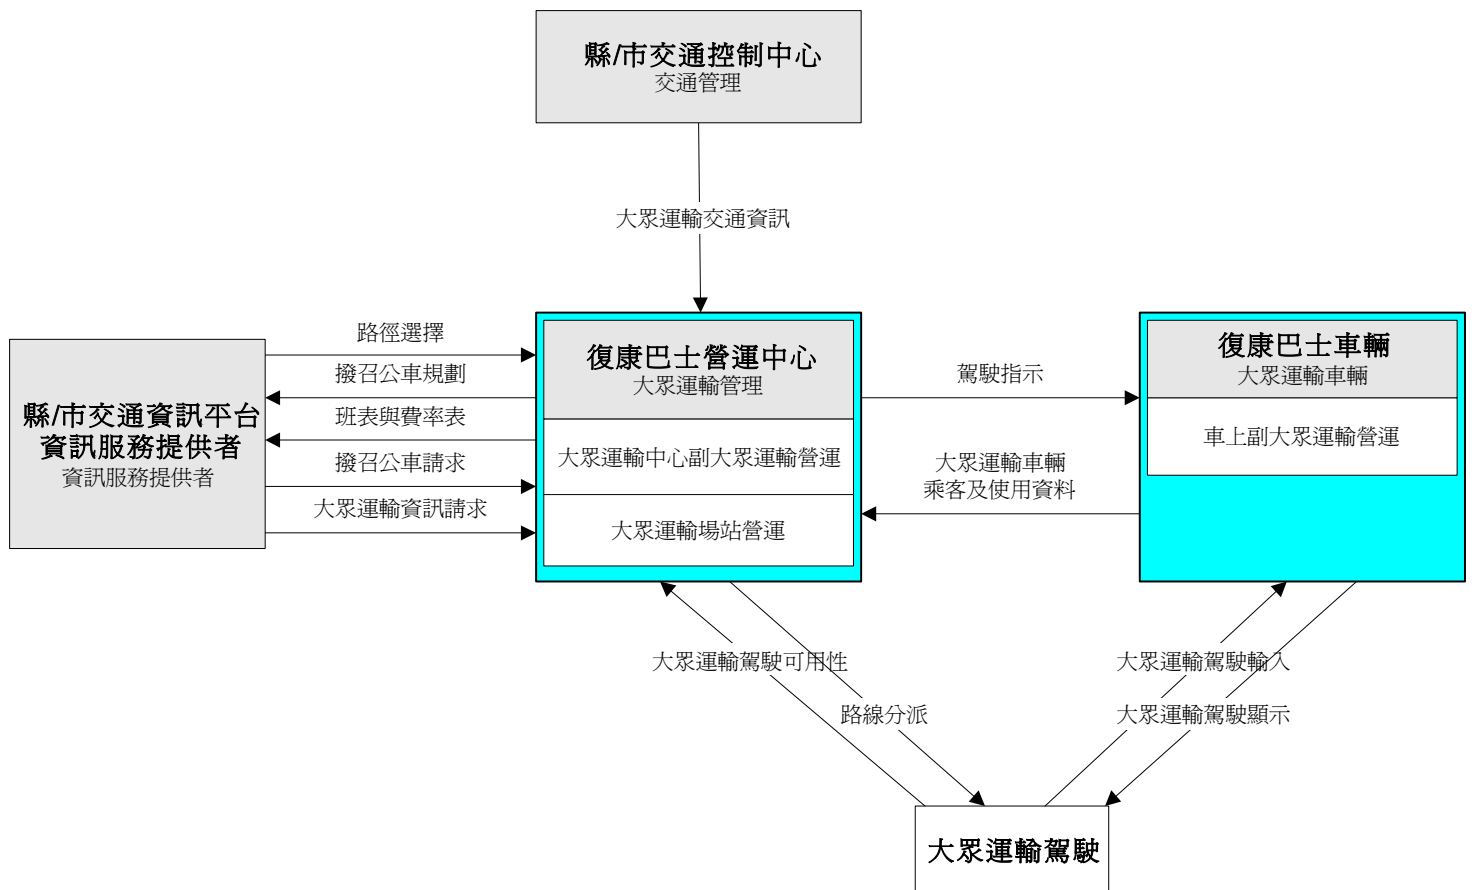 縣/市交通控制中心
交通管理
大眾運輸交通資訊
路徑選擇
撥召公車規劃
班表與費率表
撥召公車請求
大眾運輸資訊請求
縣/市交通資訊平台
資訊服務提供者
資訊服務提供者
復康巴士營運中心
大眾運輸管理
大眾運輸中心副大眾運輸營運
大眾運輸場站營運
駕駛指示
大眾運輸車輛
乘客及使用資料
復康巴士車輛
大眾運輸車輛
車上副大眾運輸營運
大眾運輸駕駛可用性
路線分派
大眾運輸駕駛輸入
大眾運輸駕駛顯示
大眾運輸駕駛